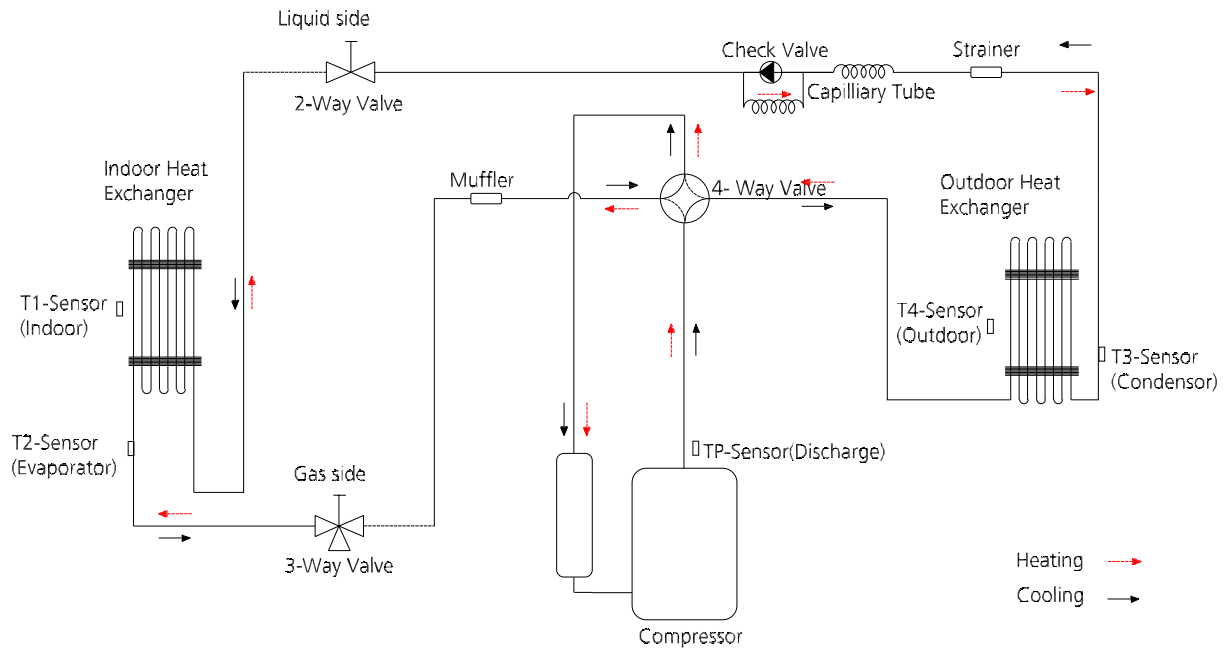 Liquid side
2-Way Valve
Check Valve
Strainer
Capilliary Tube
Indoor Heat
Exchanger
Muffler
4- Way Valve
Outdoor Heat
Exchanger
T1-Sensor
(Indoor)
T4-Sensor
(Outdoor)
T3-Sensor
(Condensor)
T2-Sensor
(Evaporator)
TP-Sensor(Discharge)
Gas side
3-Way Valve
Heating
Cooling
Compressor